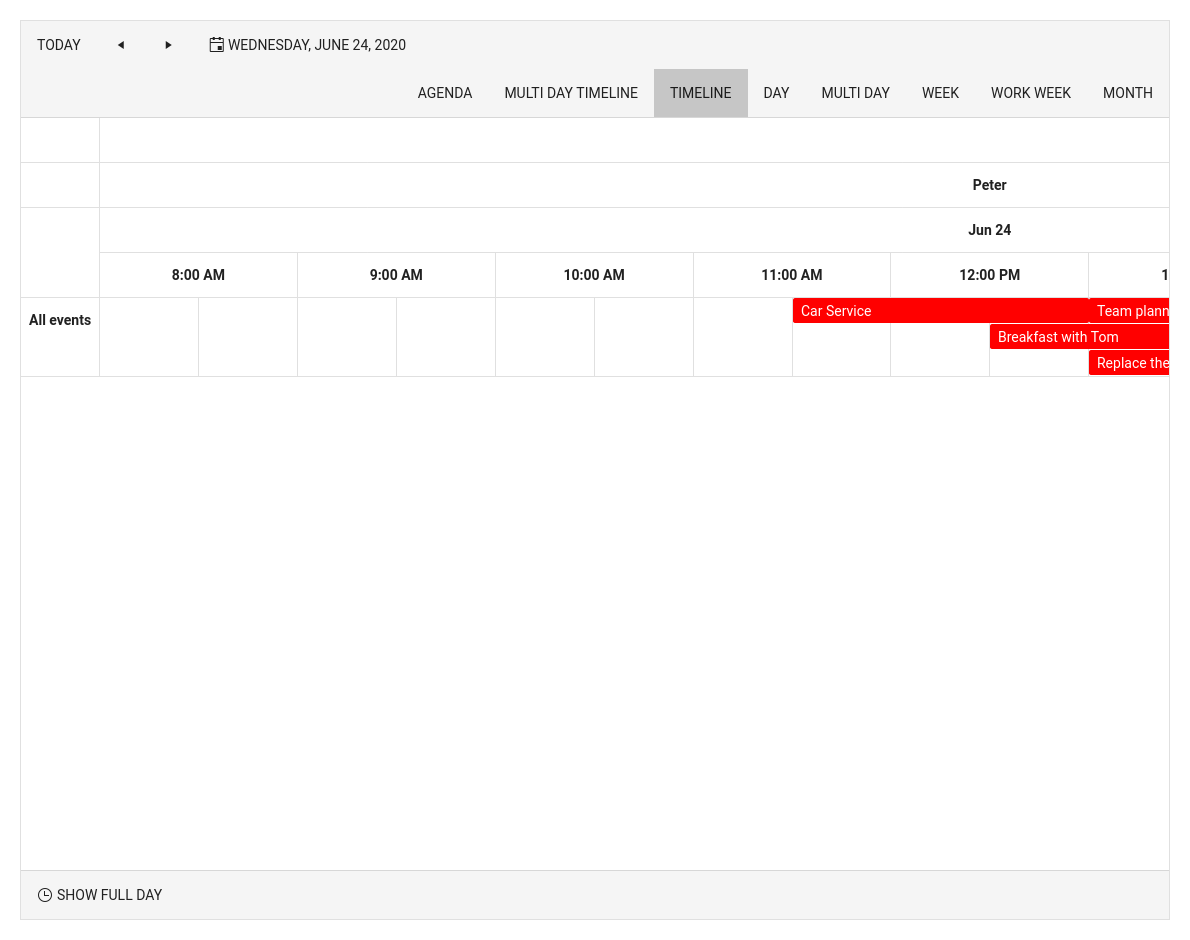 TODAY WEDNESDAY, JUNE 24, 2020
AGENDA MULTI DAY TIMELINE TIMELINE DAY MULTI DAY WEEK WORK WEEK MONTH
Peter
Jun 24
8:00 AM 9:00 AM 10:00 AM 11:00 AM 12:00 PM 1
All events Car Service Team plann
Breakfast with Tom
Replace the
SHOW FULL DAY